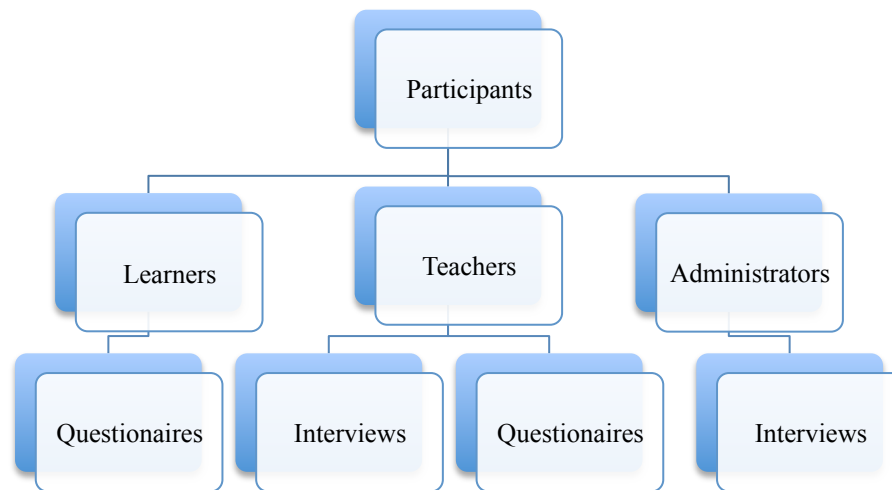 Participants
Learners
Teachers
Administrators
Questionaires
Interviews
Questionaires
Interviews